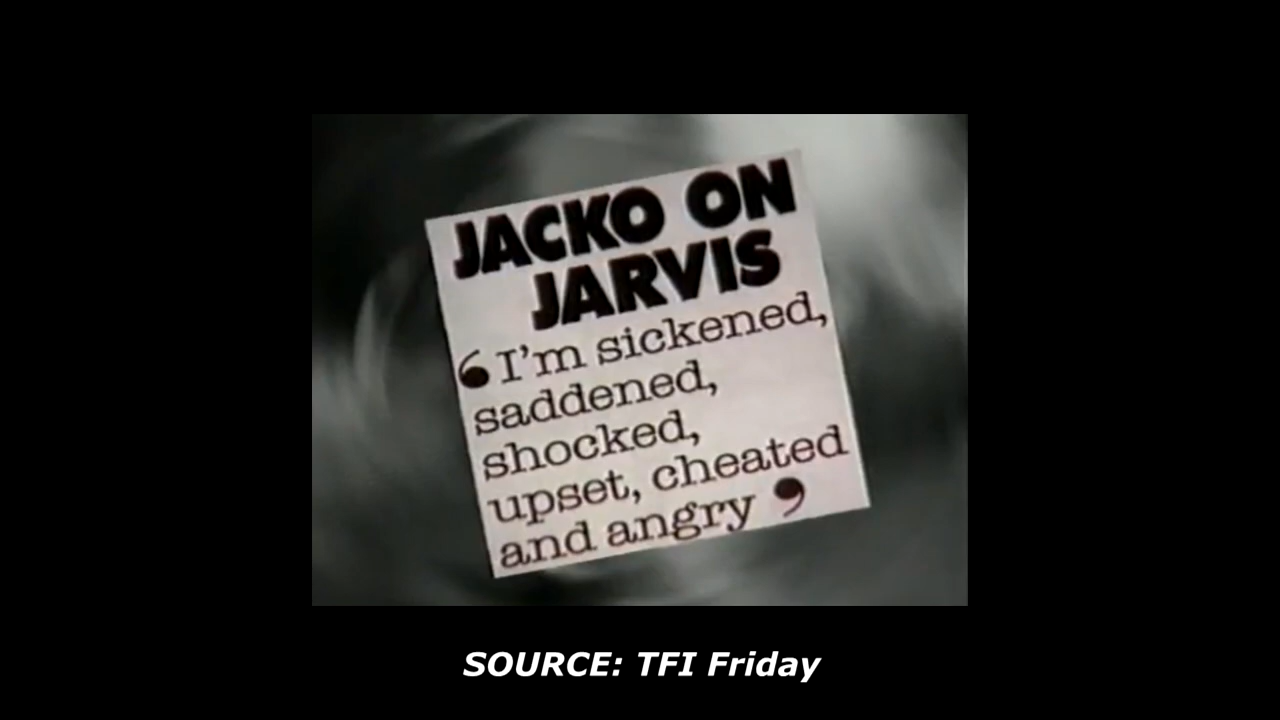 JACKO ON
JARVIS
❛I'm sickened,
saddened,
shocked,
upset, cheated
and angry❜
SOURCE: TFI Friday